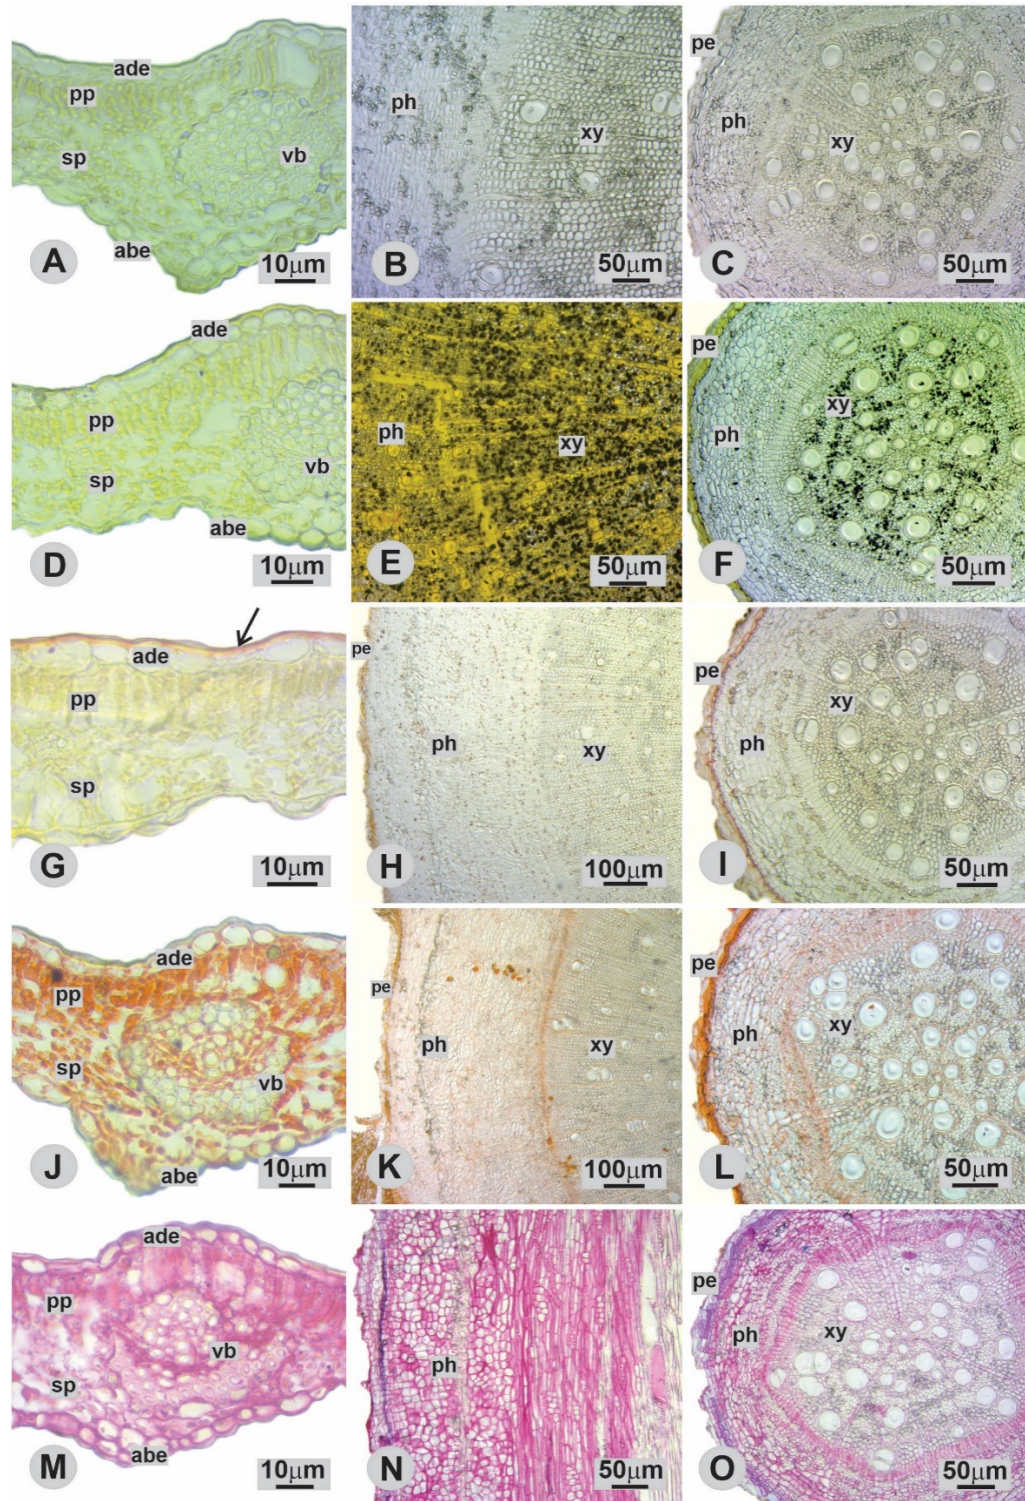 ade
pp
sp
vb
abe
A
10μm
ph
xy
B
50μm
pe
ph
xy
C
50μm
ade
pp
sp
vb
abe
D
10μm
ph
xy
E
50μm
pe
xy
ph
F
50μm
ade
pp
sp
G
10μm
pe
ph
xy
H
100μm
pe
xy
ph
I
50μm
ade
pp
sp
vb
abe
J
10μm
pe
ph
xy
K
100μm
pe
ph
xy
L
50μm
ade
pp
vb
sp
abe
M
10μm
ph
N
50μm
pe
ph
xy
O
50μm